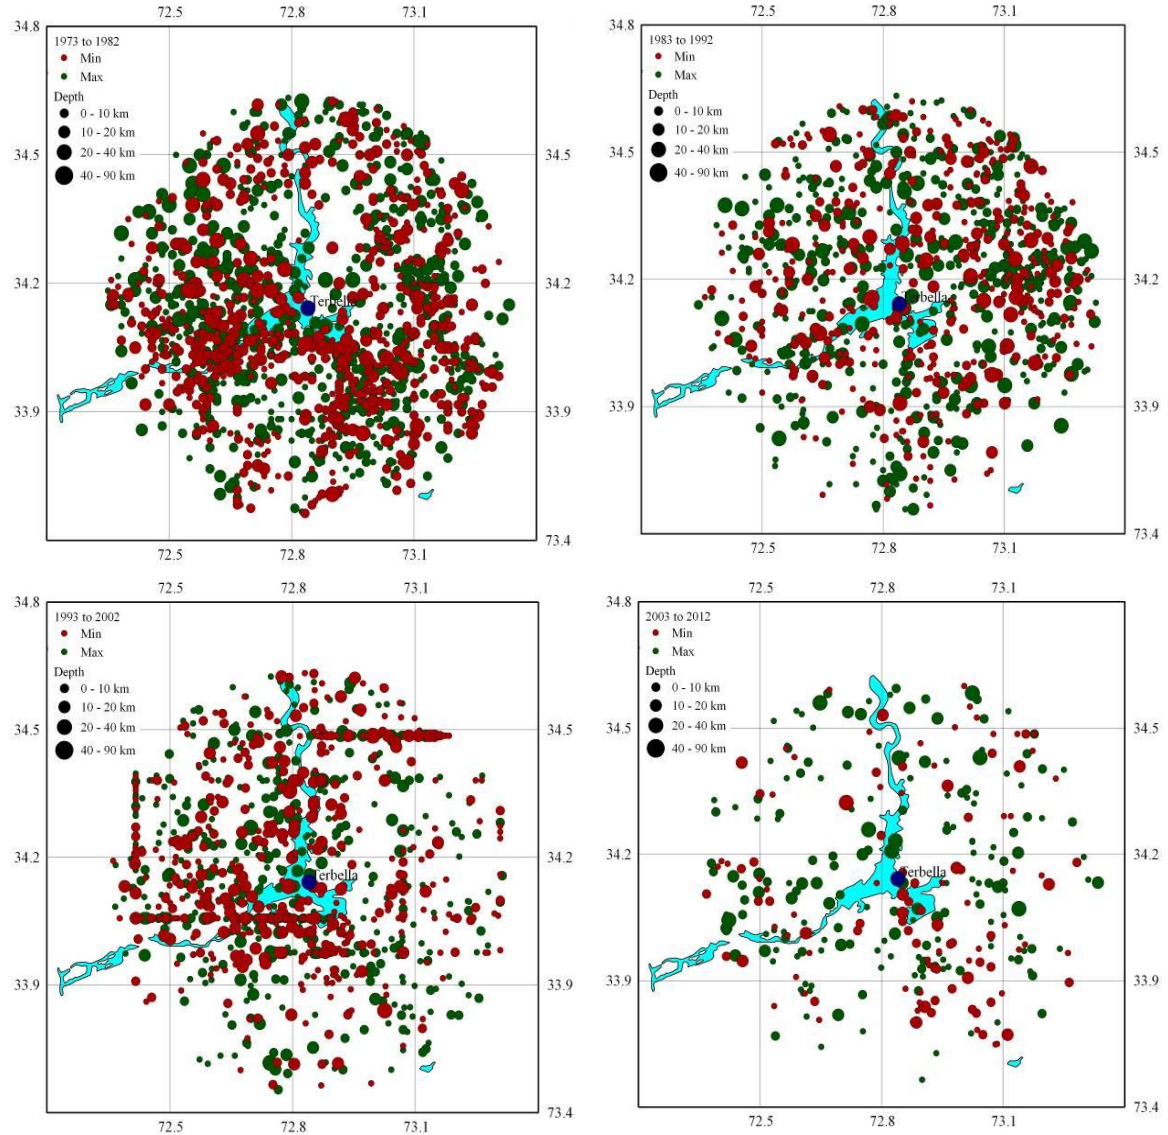 72.5 72.8 73.1
34.8
1973 to 1982
Min
Max
Depth
0 - 10 km
10 - 20 km
20 - 40 km
40 - 90 km
34.5 34.5
34.2 34.2
Terbella
33.9 33.9
73.4
72.5 72.8 73.1
72.5 72.8 73.1
34.8
1983 to 1992
Min
Max
Depth
0 - 10 km
10 - 20 km
20 - 40 km
40 - 90 km
34.5 34.5
34.2 34.2
Terbella
33.9 33.9
73.4
72.5 72.8 73.1
72.5 72.8 73.1
34.8
1993 to 2002
Min
Max
Depth
0 - 10 km
10 - 20 km
20 - 40 km
40 - 90 km
34.5 34.5
34.2 34.2
Terbella
33.9 33.9
73.4
72.5 72.8 73.1
72.5 72.8 73.1
34.8
2003 to 2012
Min
Max
Depth
0 - 10 km
10 - 20 km
20 - 40 km
40 - 90 km
34.5 34.5
34.2 34.2
Terbella
33.9 33.9
73.4
72.5 72.8 73.1